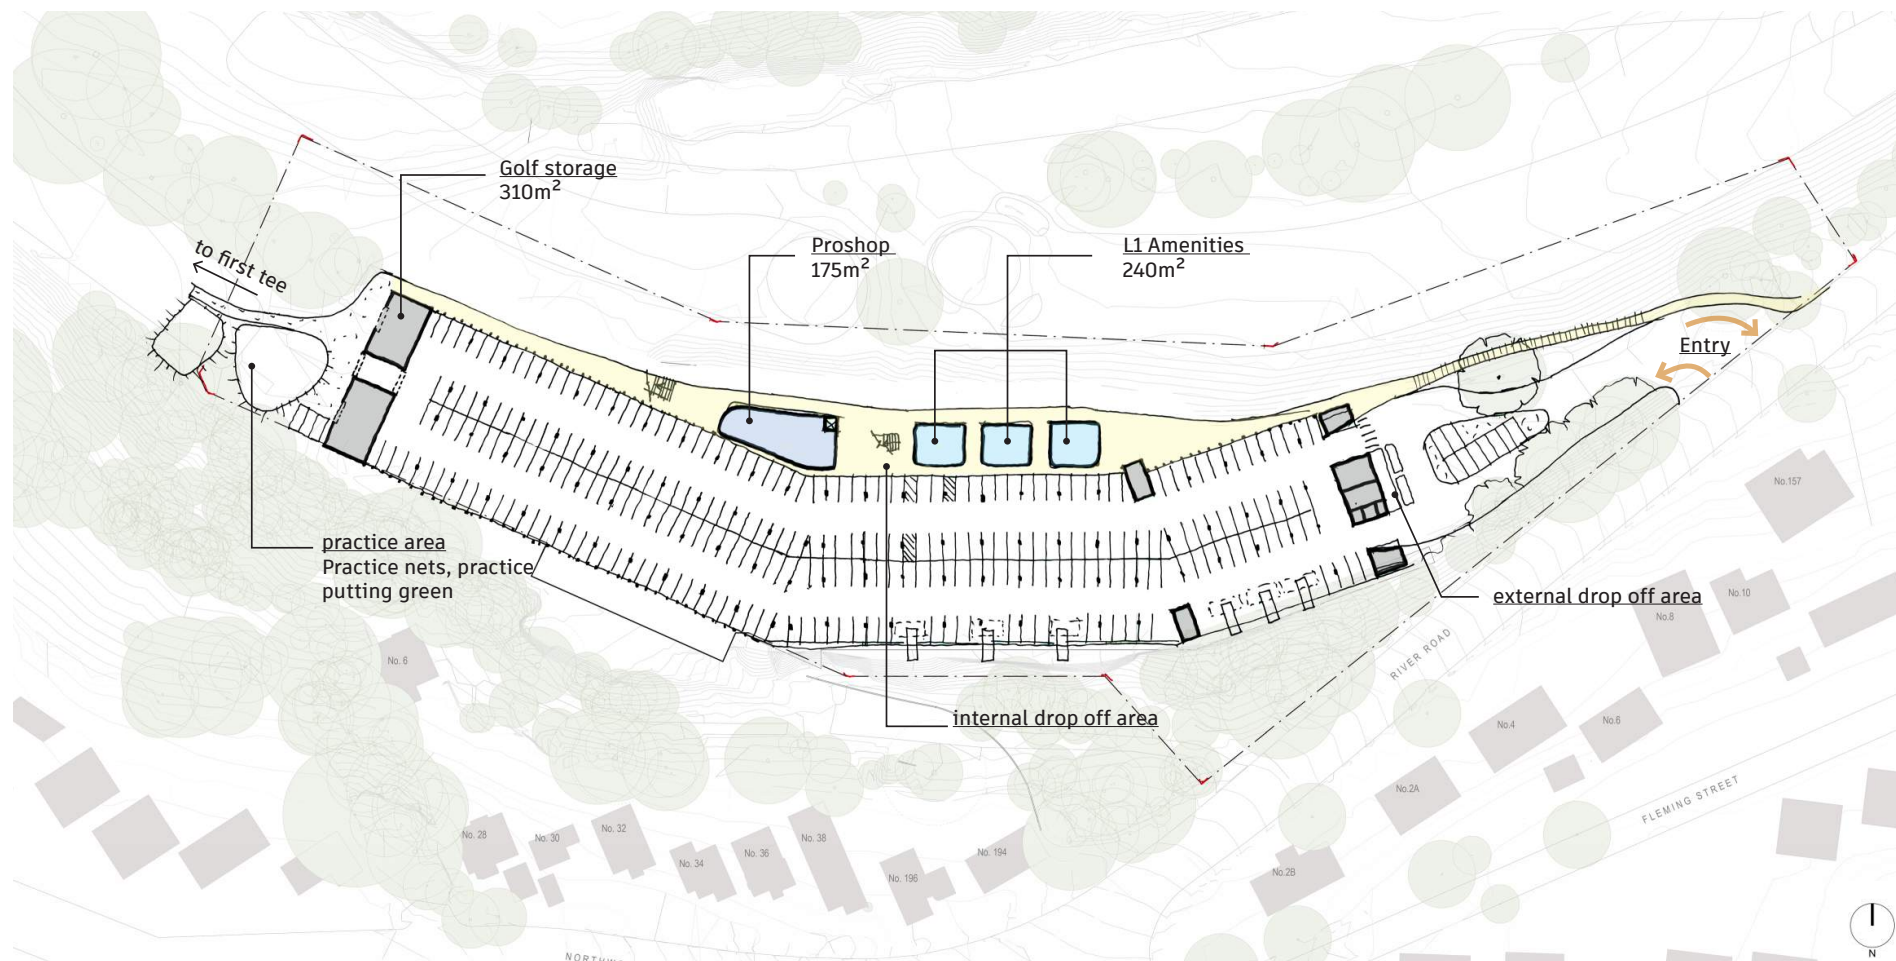 Golf storage
310m²
Proshop
175m²
L1 Amenities
240m²
to first tee
Entry
No.157
practice area
Practice nets, practice
putting green
external drop off area
No.10
No.8
RIVER ROAD
No. 6
internal drop off area
No.4
No.6
No.2A
FLEMING STREET
No. 28
No. 30
No. 32
No. 34
No. 36
No. 38
No. 196
No. 194
No.2B
N